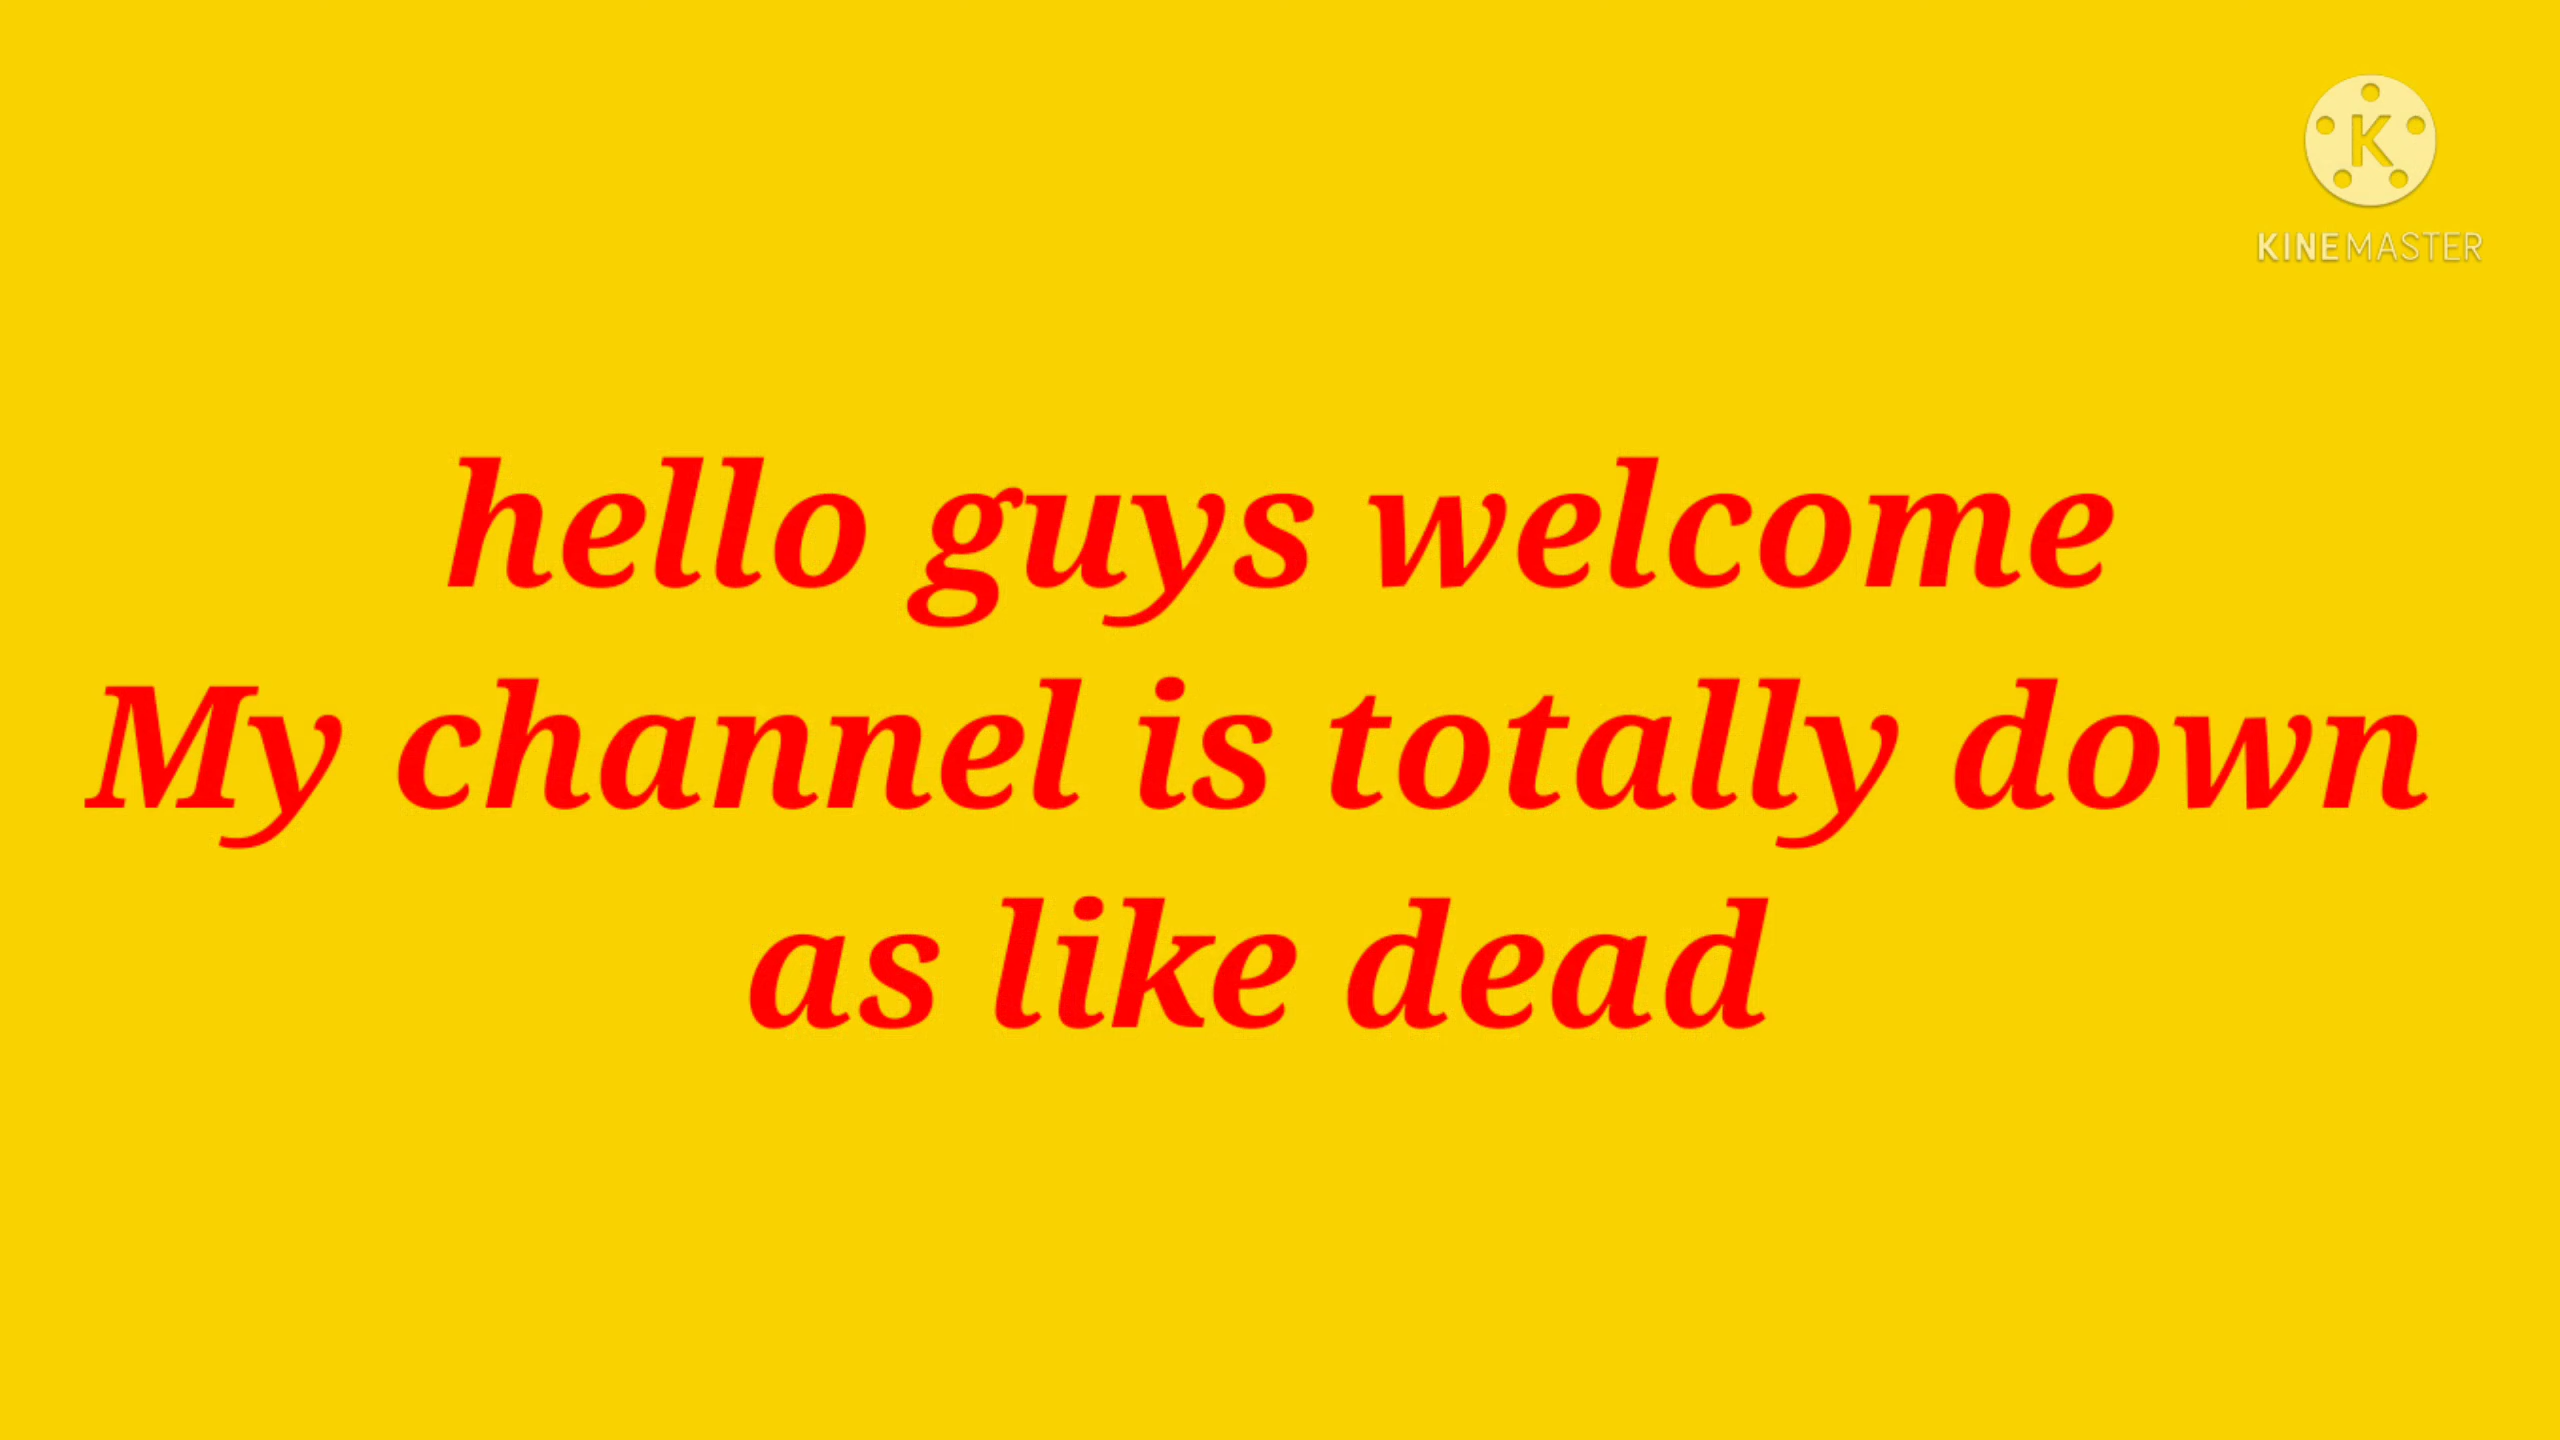 K
KINEMASTER
hello guys welcome
My channel is totally down
as like dead